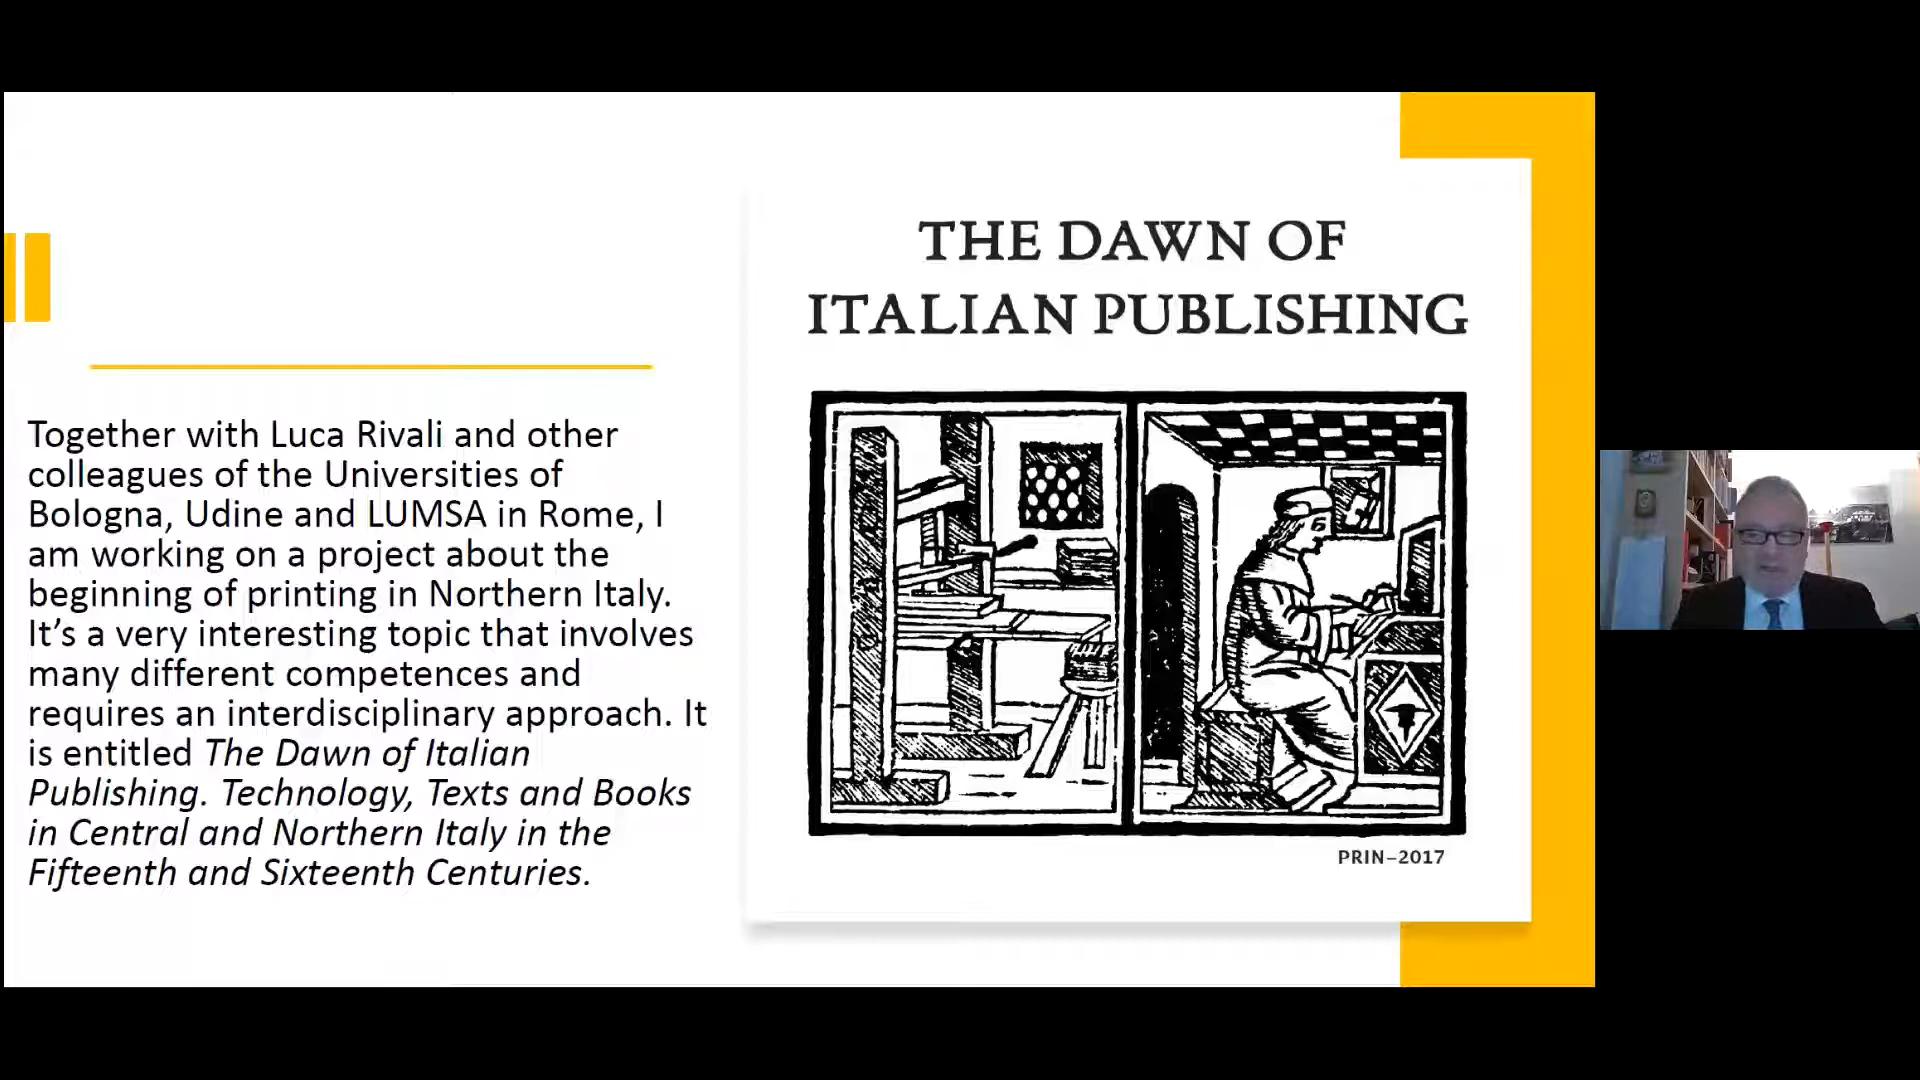 Together with Luca Rivali and other
colleagues of the Universities of
Bologna, Udine and LUMSA in Rome, I
am working on a project about the
beginning of printing in Northern Italy.
It’s a very interesting topic that involves
many different competences and
requires an interdisciplinary approach. It
is entitled The Dawn of Italian
Publishing. Technology, Texts and Books
in Central and Northern Italy in the
Fifteenth and Sixteenth Centuries.
THE DAWN OF
ITALIAN PUBLISHING
PRIN–2017